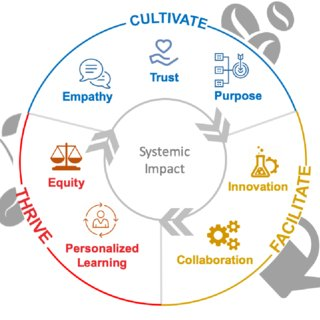 CULTIVATE
Trust
Empathy
Purpose
Systemic
Impact
Equity
Innovation
THRIVE
FACILITATE
Personalized
Learning
Collaboration